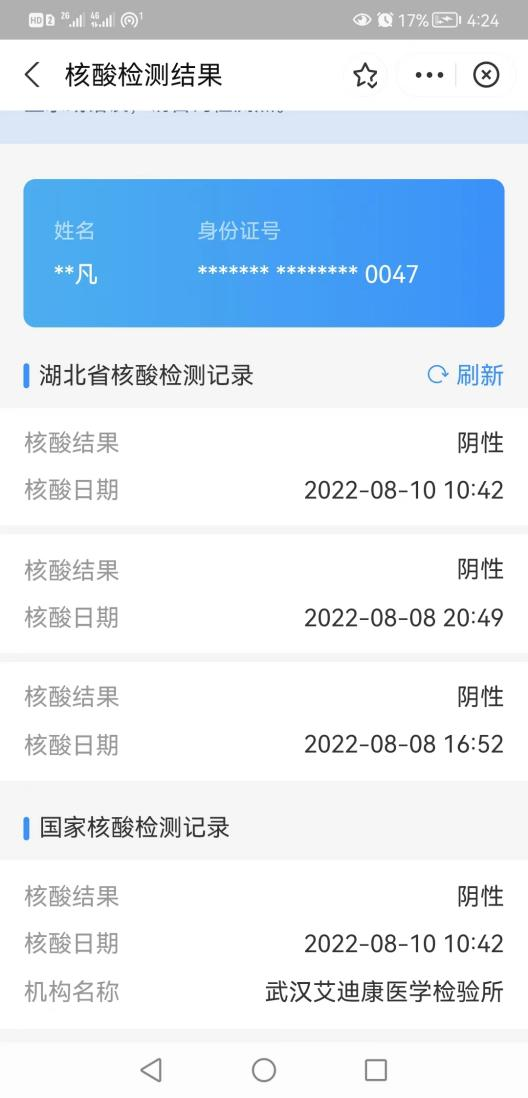 HD 2 2G 4G 1 17% 4:24
核酸检测结果
姓名 身份证号
**凡 ******* ******** 0047
湖北省核酸检测记录 刷新
核酸结果 阴性
核酸日期 2022-08-10 10:42
核酸结果 阴性
核酸日期 2022-08-08 20:49
核酸结果 阴性
核酸日期 2022-08-08 16:52
国家核酸检测记录
核酸结果 阴性
核酸日期 2022-08-10 10:42
机构名称 武汉艾迪康医学检验所